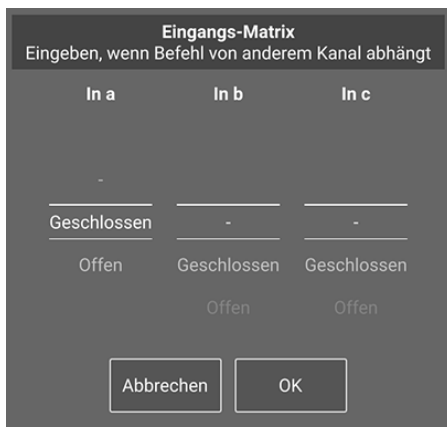 Eingangs-Matrix
Eingeben, wenn Befehl von anderem Kanal abhängt
In a In b In c
-
Geschlossen - -
Offen Geschlossen Geschlossen
Offen Offen
Abbrechen OK